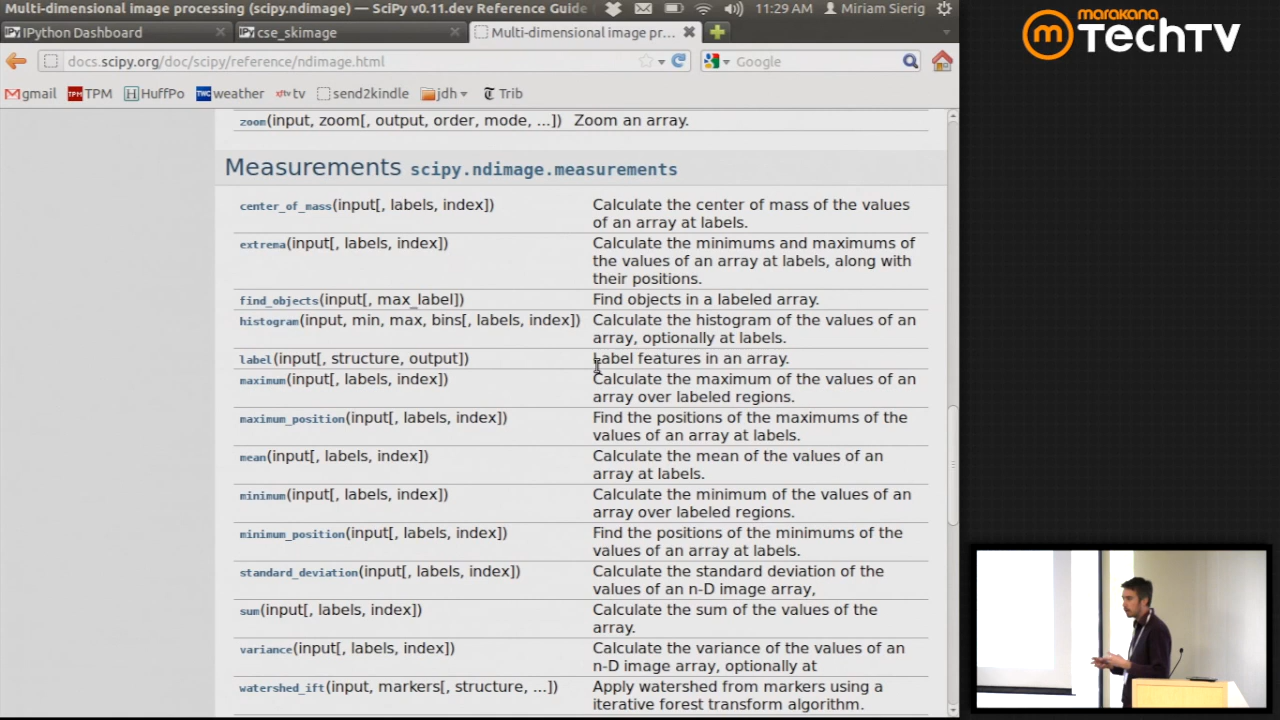 Multi-dimensional image processing (scipy.ndimage) — SciPy v0.11.dev Reference Guide
11:29 AM
Miriam Sierig
marakana
m TechTV
IPython Dashboard
cse_skimage
Multi-dimensional image pr...
docs.scipy.org/doc/scipy/reference/ndimage.html
Google
gmail
TPM TPM
H HuffPo
TWC weather
xftv tv
send2kindle
jdh
T Trib
zoom(input, zoom[, output, order, mode, ...]) Zoom an array.
Measurements scipy.ndimage.measurements
center_of_mass(input[, labels, index]) Calculate the center of mass of the values
of an array at labels.
extrema(input[, labels, index]) Calculate the minimums and maximums of
the values of an array at labels, along with
their positions.
find_objects(input[, max_label]) Find objects in a labeled array.
histogram(input, min, max, bins[, labels, index]) Calculate the histogram of the values of an
array, optionally at labels.
label(input[, structure, output]) Label features in an array.
maximum(input[, labels, index]) Calculate the maximum of the values of an
array over labeled regions.
maximum_position(input[, labels, index]) Find the positions of the maximums of the
values of an array at labels.
mean(input[, labels, index]) Calculate the mean of the values of an
array at labels.
minimum(input[, labels, index]) Calculate the minimum of the values of an
array over labeled regions.
minimum_position(input[, labels, index]) Find the positions of the minimums of the
values of an array at labels.
standard_deviation(input[, labels, index]) Calculate the standard deviation of the
values of an n-D image array,
sum(input[, labels, index]) Calculate the sum of the values of the
array.
variance(input[, labels, index]) Calculate the variance of the values of an
n-D image array, optionally at
watershed_ift(input, markers[, structure, ...]) Apply watershed from markers using a
iterative forest transform algorithm.